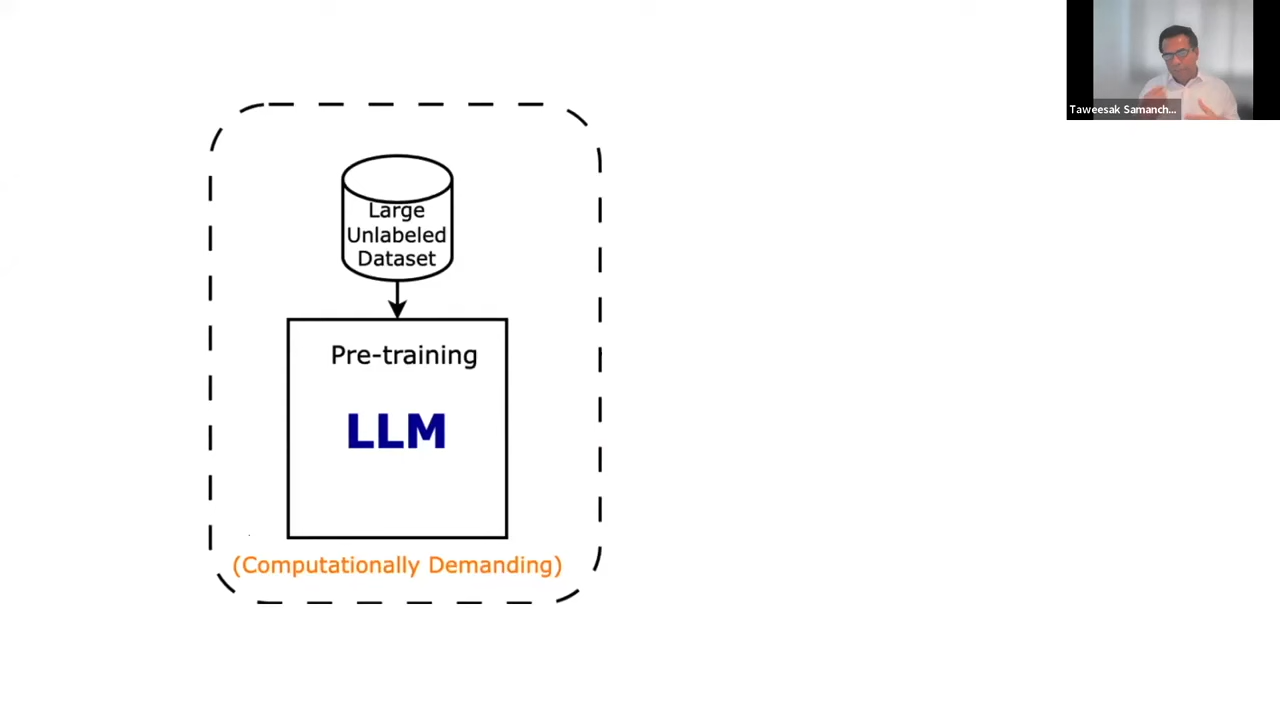 Taweesak Samanch...
Large
Unlabeled
Dataset
Pre-training
LLM
(Computationally Demanding)